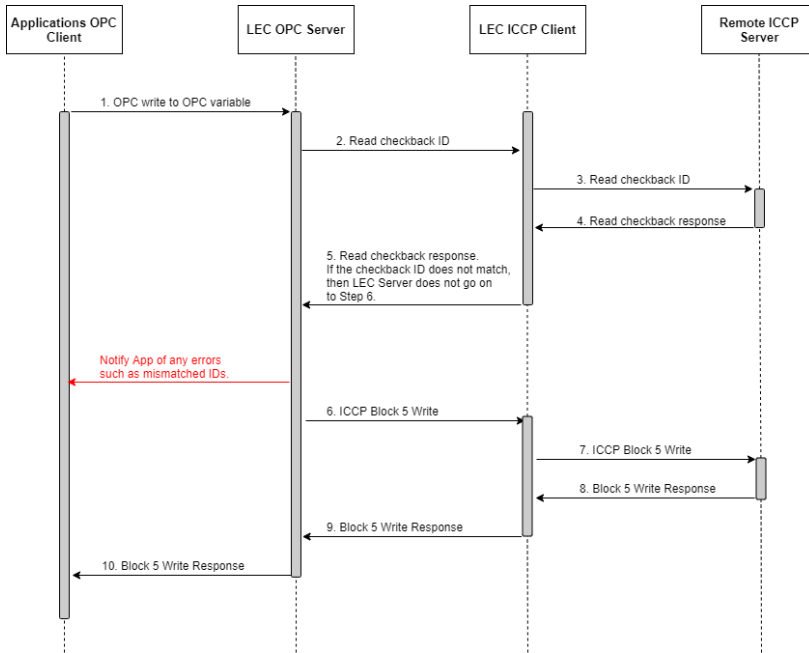 Applications OPC
Client
LEC OPC Server
LEC ICCP Client
Remote ICCP
Server
1. OPC write to OPC variable
2. Read checkback ID
3. Read checkback ID
4. Read checkback response
5. Read checkback response.
If the checkback ID does not match,
then LEC Server does not go on
to Step 6.
Notify App of any errors
such as mismatched IDs.
6. ICCP Block 5 Write
7. ICCP Block 5 Write
8. Block 5 Write Response
9. Block 5 Write Response
10. Block 5 Write Response